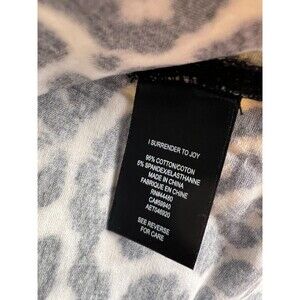 I SURRENDER TO JOY
95% COTTON/COTON
5% SPANDEX/ELASTHANNE
MADE IN CHINA
FABRIQUE EN CHINE
SEE REVERSE
FOR CARE